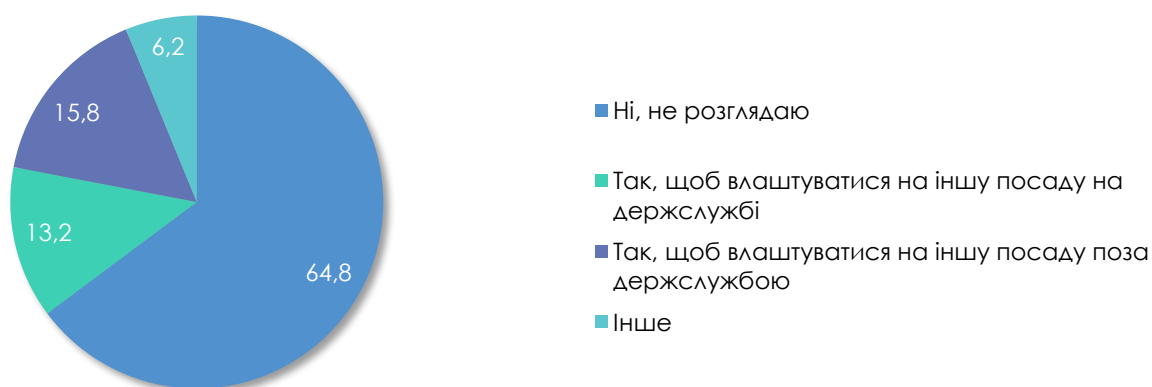 6,2
15,8
13,2
64,8
Ні, не розглядаю
Так, щоб влаштуватися на іншу посаду на
держслужбі
Так, щоб влаштуватися на іншу посаду поза
держслужбою
Інше